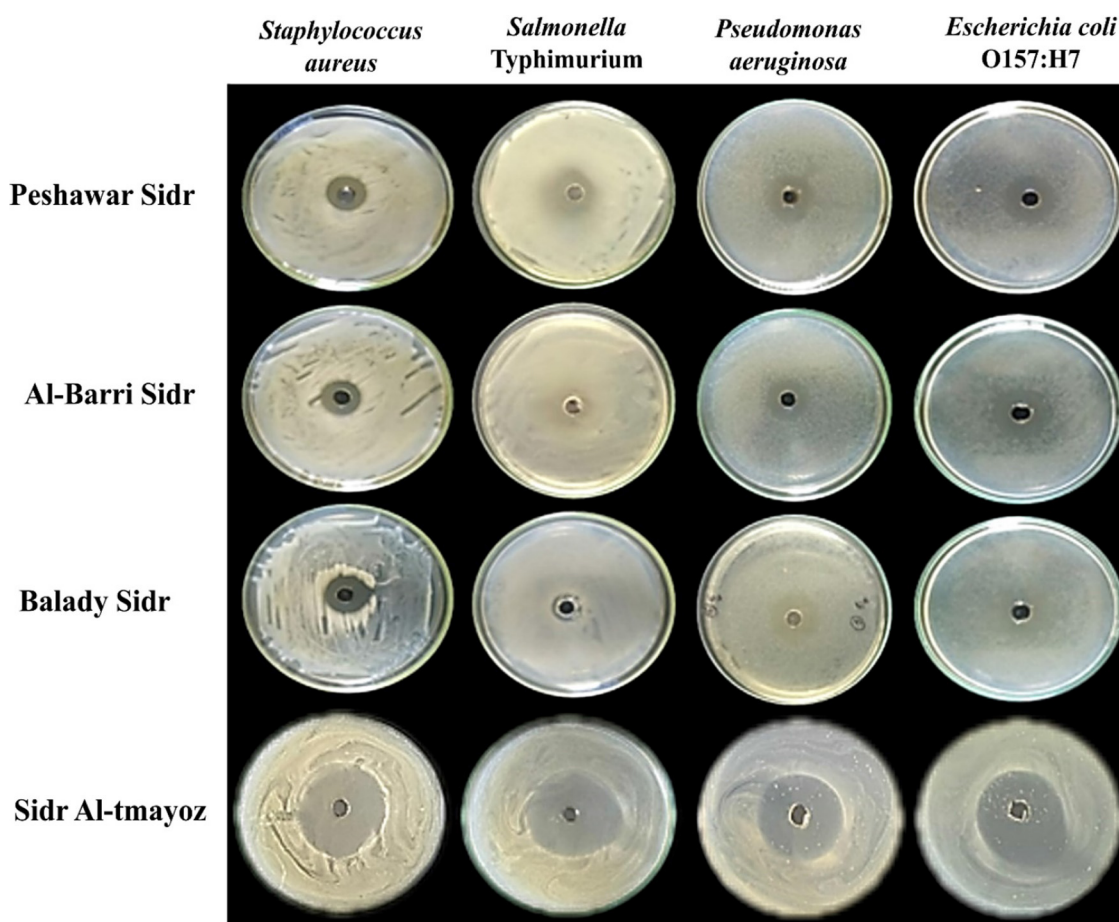 Staphylococcus
aureus
Salmonella
Typhimurium
Pseudomonas
aeruginosa
Escherichia coli
O157:H7
Peshawar Sidr
Al-Barri Sidr
Balady Sidr
Sidr Al-tmayoz